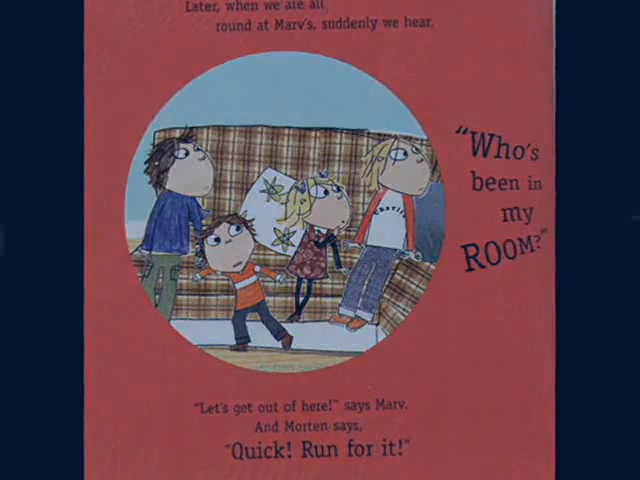 Later, when we are all
round at Marv's, suddenly we hear,
"Who's
been in
my
ROOM?"
Charlie
"Let's get out of here!" says Marv.
And Morten says,
"Quick! Run for it!"